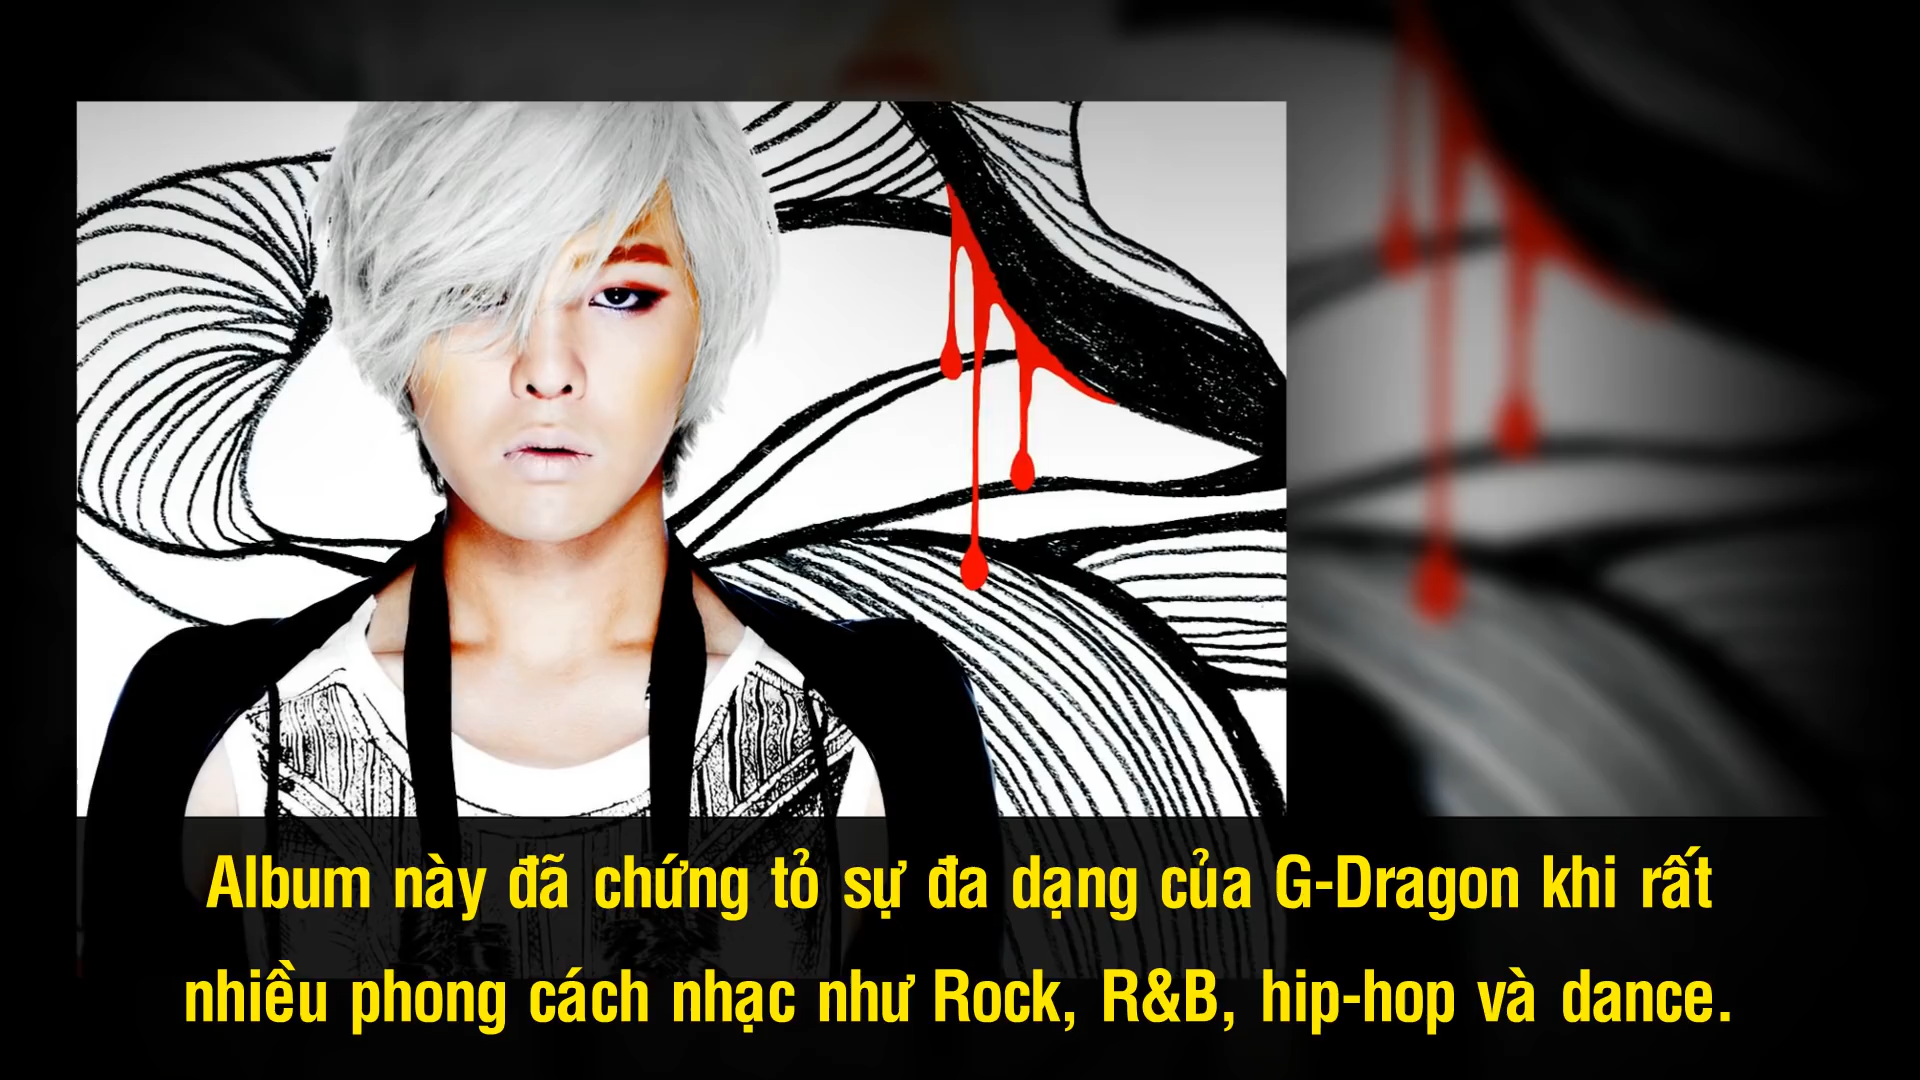 Album này đã chứng tỏ sự đa dạng của G-Dragon khi rất
nhiều phong cách nhạc như Rock, R&B, hip-hop và dance.